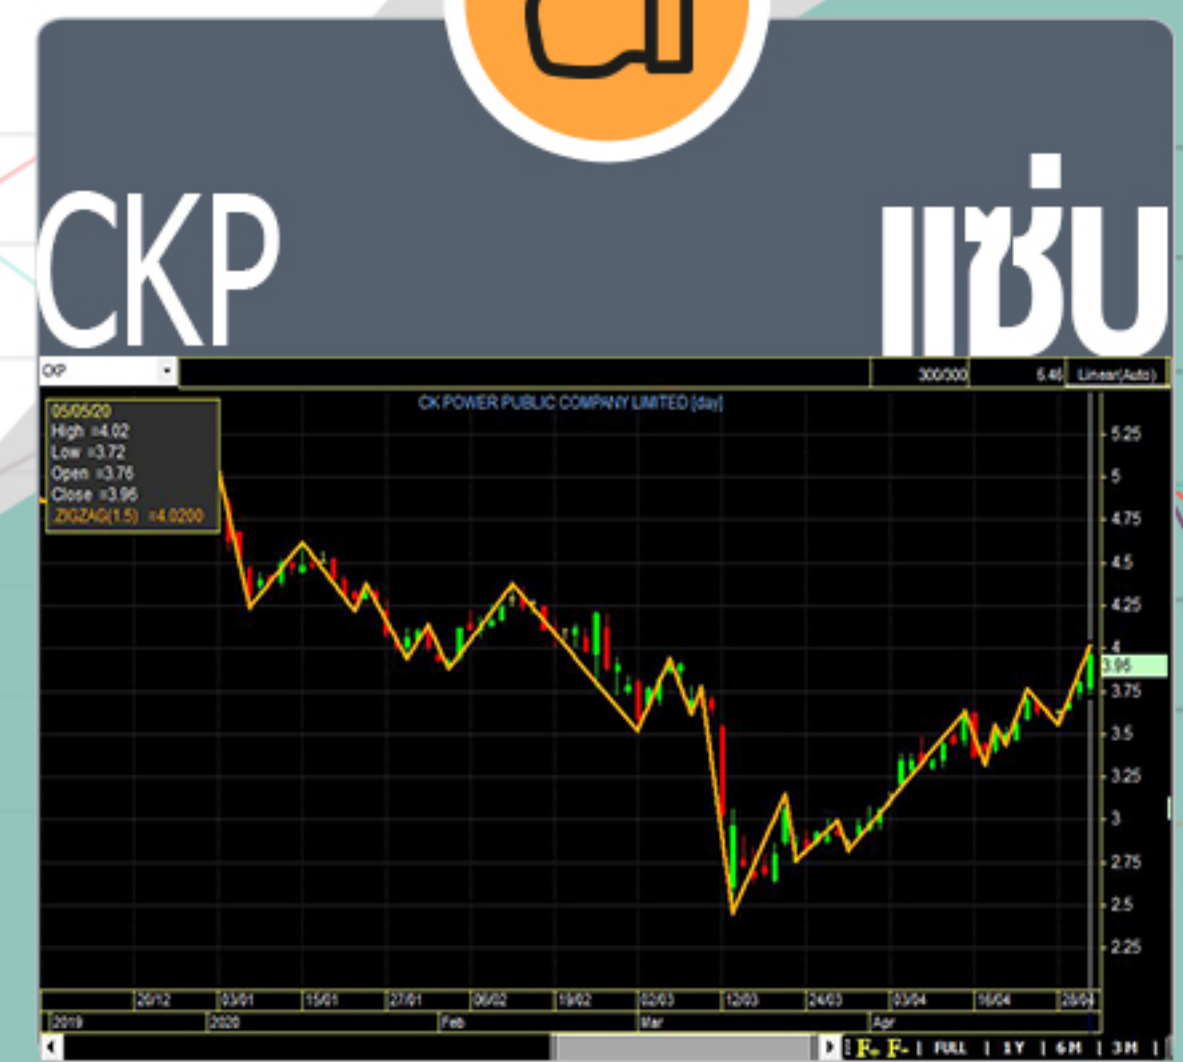 CKP
แซ่บ
CKP
300/300
5.45
Linear(Auto)
CK POWER PUBLIC COMPANY LIMITED [day]
05/05/20
High =4.02
Low =3.72
Open =3.76
Close =3.96
ZIGZAG(1.5) =4.0200
5.25
5
4.75
4.5
4.25
4
3.96
3.75
3.5
3.25
3
2.75
2.5
2.25
20/12 03/01 15/01 27/01 06/02 19/02 02/03 12/03 24/03 03/04 16/04 28/04
2019 2020 Feb Mar Apr
F+ F- | FULL | 1Y | 6M | 3M |